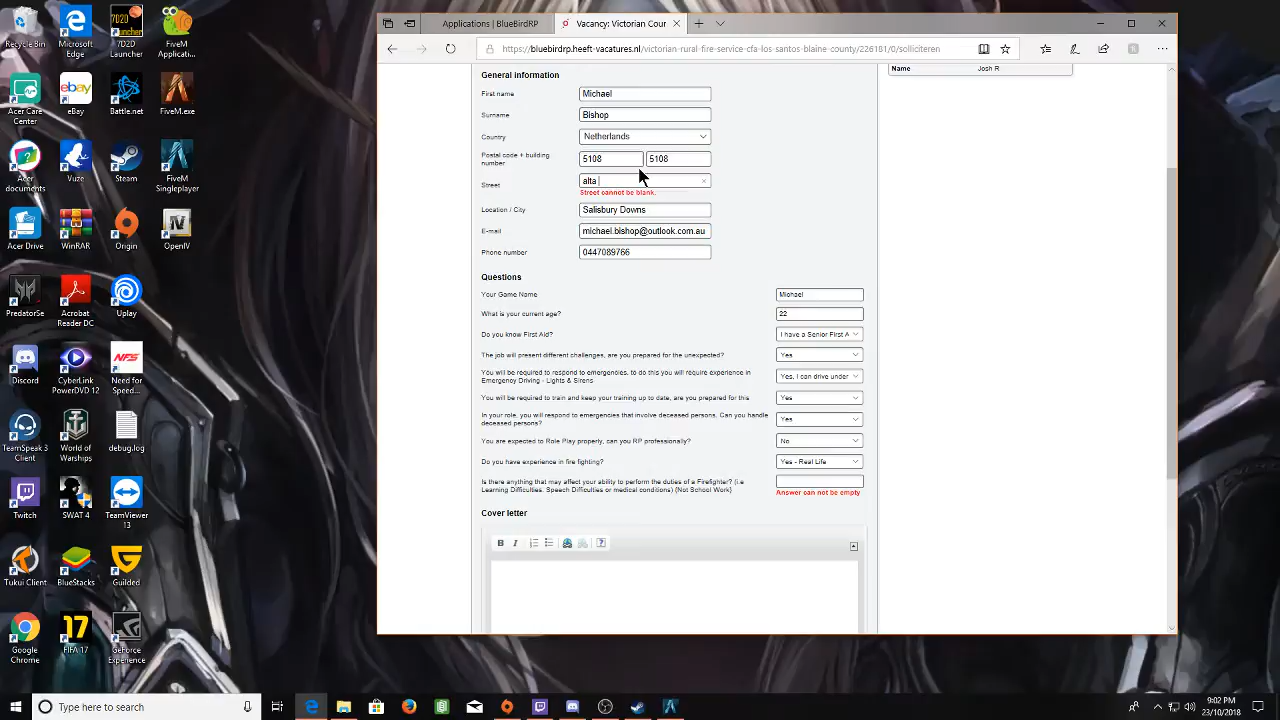 Recycle Bin
Microsoft Edge
7D2D Launcher
FiveM A...
Acer Care Center
eBay
Battle.net
FiveM.exe
Acer documents
Vuze
Steam
FiveM Singleplayer
Acer Drive
WinRAR
Origin
OpenIV
PredatorSe...
Acrobat Reader DC
Uplay
Discord
CyberLink PowerDVD 12
Need for Speed...
TeamSpeak 3 Client
World of Warships
debug.log
Twitch
SWAT 4
TeamViewer 13
Tukui Client
BlueStacks
Guilded
Google Chrome
FIFA 17
GeForce Experience
Applications | BlueBirdRP
Vacancy: Victorian Cour
https://bluebirdrp.heeft-vacatures.nl/victorian-rural-fire-service-cfa-los-santos-blaine-county/226181/0/solliciteren
Name Josh R
General information
First name Michael
Surname Bishop
Country Netherlands
Postal code + building number 5108 5108
Street alta
Street cannot be blank.
Location / City Salisbury Downs
E-mail michael.bishop@outlook.com.au
Phone number 0447089766
Questions
Your Game Name Michael
What is your current age? 22
Do you know First Aid? I have a Senior First A
The job will present different challenges, are you prepared for the unexpected? Yes
You will be required to respond to emergencies, to do this you will require experience in
Emergency Driving - Lights & Sirens
Yes, I can drive under
You will be required to train and keep your training up to date, are you prepared for this Yes
In your role, you will respond to emergencies that involve deceased persons. Can you handle
deceased persons?
Yes
You are expected to Role Play properly, can you RP professionally? No
Do you have experience in fire fighting? Yes - Real Life
Is there anything that may affect your ability to perform the duties of a Firefighter? (i.e
Learning Difficulties. Speech Difficulties or medical conditions) (Not School Work)
Answer can not be empty
Cover letter
B I
Type here to search
9:02 PM
23/10/2018